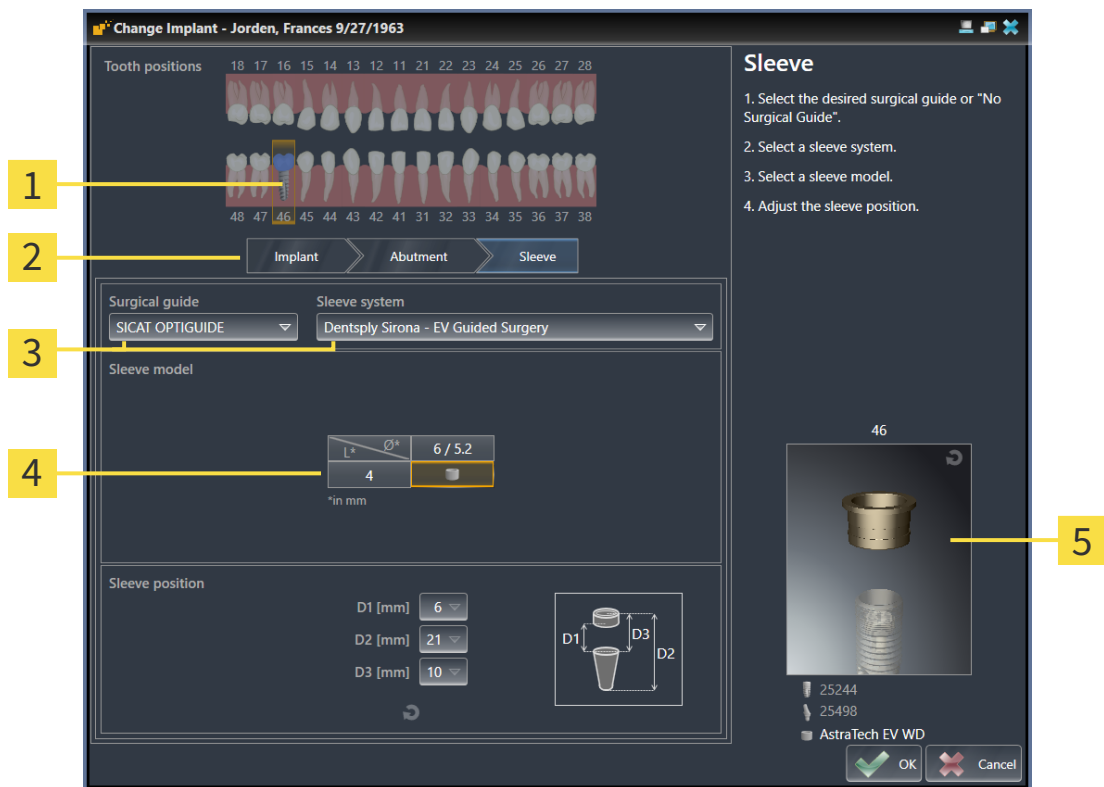 Change Implant - Jorden, Frances 9/27/1963
Tooth positions
18 17 16 15 14 13 12 11 21 22 23 24 25 26 27 28
1
48 47 46 45 44 43 42 41 31 32 33 34 35 36 37 38
2
Implant Abutment Sleeve
Surgical guide Sleeve system
SICAT OPTIGUIDE Dentsply Sirona - EV Guided Surgery
3
Sleeve model
L* Ø* 6 / 5.2
4
4
*in mm
Sleeve position
D1 [mm] 6
D2 [mm] 21
D3 [mm] 10
D1 D3
D2
Sleeve
1. Select the desired surgical guide or "No
Surgical Guide".
2. Select a sleeve system.
3. Select a sleeve model.
4. Adjust the sleeve position.
46
5
25244
25498
AstraTech EV WD
OK Cancel